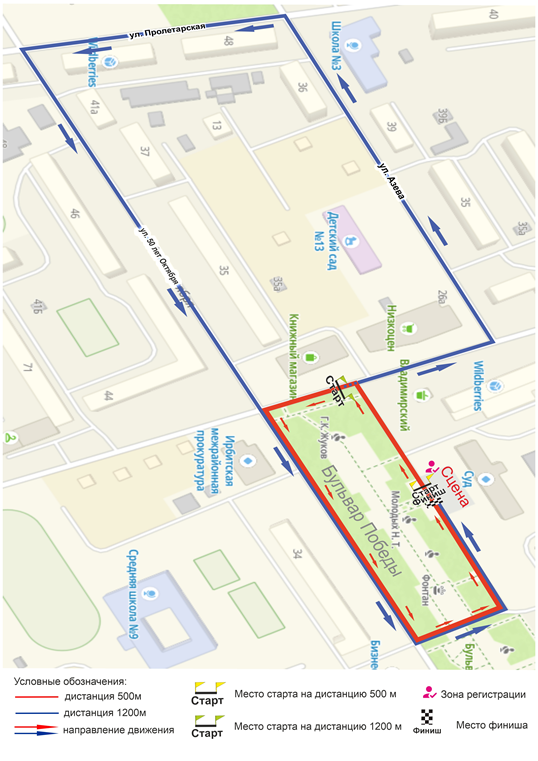 ул. Пролетарская
Wildberries
48
Школа №3
40
41а
36
13
39
39Б
37
ул. Азева
46
35
35а
ул. 50 лет Октября
Детский сад
№13
35
35а
41Б
26а
Низкоцен
Книжный магазин
71
44
Старт
Владимирский
Wildberries
Г.К. Жуков
Ирбитская
межрайонная
прокуратура
Бульвар Победы
Сцена
Суд
Старт
Финиш
Молодых Н. Т.
34
Фонтан
Средняя школа №9
Бизнес
Бульв
Условные обозначения:
дистанция 500м
дистанция 1200м
направление движения
Старт
Место старта на дистанцию 500 м
Старт
Место старта на дистанцию 1200 м
Зона регистрации
Финиш
Место финиша